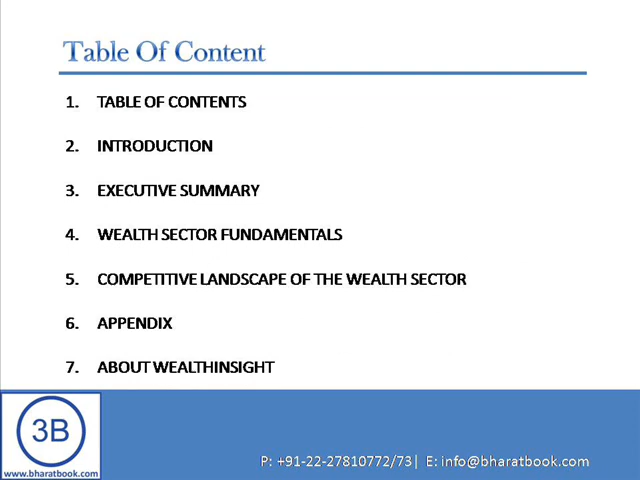 Table Of Content
1. TABLE OF CONTENTS
2. INTRODUCTION
3. EXECUTIVE SUMMARY
4. WEALTH SECTOR FUNDAMENTALS
5. COMPETITIVE LANDSCAPE OF THE WEALTH SECTOR
6. APPENDIX
7. ABOUT WEALTHINSIGHT
3B
www.bharatbook.com
P: +91-22-27810772/73| E: info@bharatbook.com